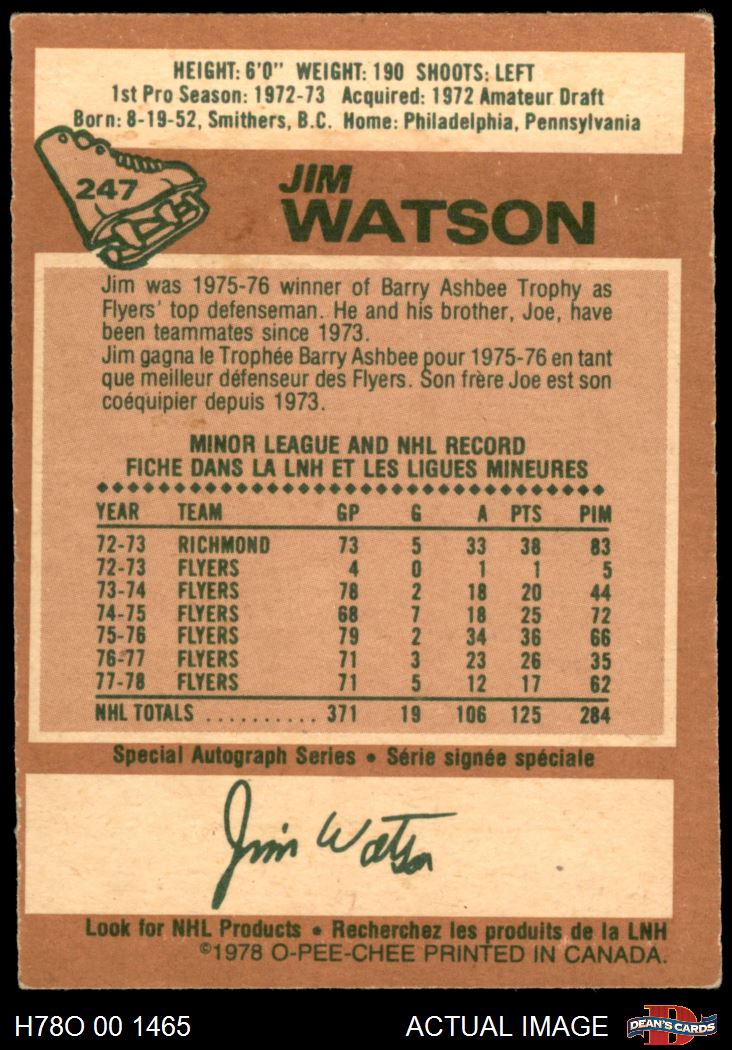 HEIGHT: 6'0" WEIGHT: 190 SHOOTS: LEFT
1st Pro Season: 1972-73 Acquired: 1972 Amateur Draft
Born: 8-19-52, Smithers, B.C. Home: Philadelphia, Pennsylvania
247
JIM
WATSON
Jim was 1975-76 winner of Barry Ashbee Trophy as
Flyers' top defenseman. He and his brother, Joe, have
been teammates since 1973.
Jim gagna le Trophée Barry Ashbee pour 1975-76 en tant
que meilleur défenseur des Flyers. Son frère Joe est son
coéquipier depuis 1973.
MINOR LEAGUE AND NHL RECORD
FICHE DANS LA LNH ET LES LIGUES MINEURES
YEAR TEAM GP G A PTS PIM
72-73 RICHMOND 73 5 33 38 83
72-73 FLYERS 4 0 1 1 5
73-74 FLYERS 78 2 18 20 44
74-75 FLYERS 68 7 18 25 72
75-76 FLYERS 79 2 34 36 66
76-77 FLYERS 71 3 23 26 35
77-78 FLYERS 71 5 12 17 62
NHL TOTALS .......... 371 19 106 125 284
Special Autograph Series • Série signée spéciale
Jim Watson
Look for NHL Products • Recherchez les produits de la LNH
©1978 O-PEE-CHEE PRINTED IN CANADA.
H78O 00 1465 ACTUAL IMAGE D DEAN'S CARDS